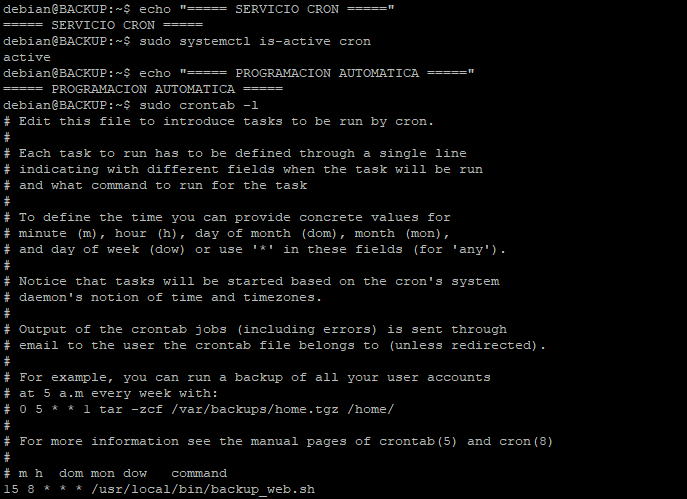 debian@BACKUP:~$ echo "===== SERVICIO CRON ====="
===== SERVICIO CRON =====
debian@BACKUP:~$ sudo systemctl is-active cron
active
debian@BACKUP:~$ echo "===== PROGRAMACION AUTOMATICA ====="
===== PROGRAMACION AUTOMATICA =====
debian@BACKUP:~$ sudo crontab -l
# Edit this file to introduce tasks to be run by cron.
#
# Each task to run has to be defined through a single line
# indicating with different fields when the task will be run
# and what command to run for the task
#
# To define the time you can provide concrete values for
# minute (m), hour (h), day of month (dom), month (mon),
# and day of week (dow) or use '*' in these fields (for 'any').
#
# Notice that tasks will be started based on the cron's system
# daemon's notion of time and timezones.
#
# Output of the crontab jobs (including errors) is sent through
# email to the user the crontab file belongs to (unless redirected).
#
# For example, you can run a backup of all your user accounts
# at 5 a.m every week with:
# 0 5 * * 1 tar -zcf /var/backups/home.tgz /home/
#
# For more information see the manual pages of crontab(5) and cron(8)
#
# m h  dom mon dow   command
15 8 * * * /usr/local/bin/backup_web.sh